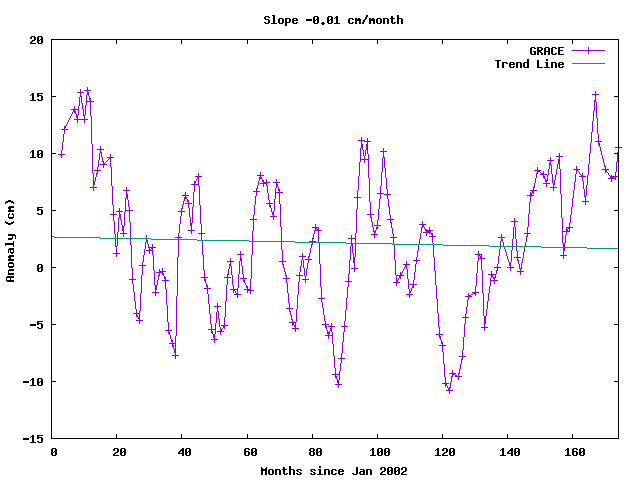 Slope -0.01 cm/month
GRACE
Trend Line
20
15
10
5
0
-5
-10
-15
Anomaly (cm)
0 20 40 60 80 100 120 140 160
Months since Jan 2002